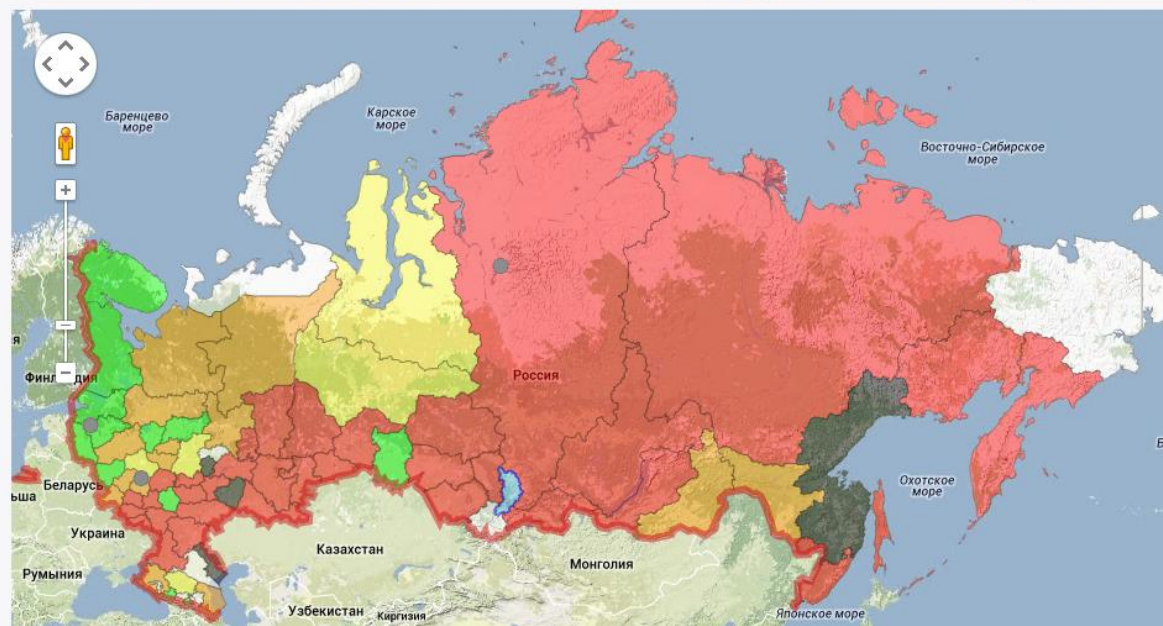 Баренцево
море
Карское
море
Восточно-Сибирское
море
Россия
Беларусь
Украина
Охотское
море
Казахстан
Румыния
Монголия
Узбекистан
Киргизия
Японское море